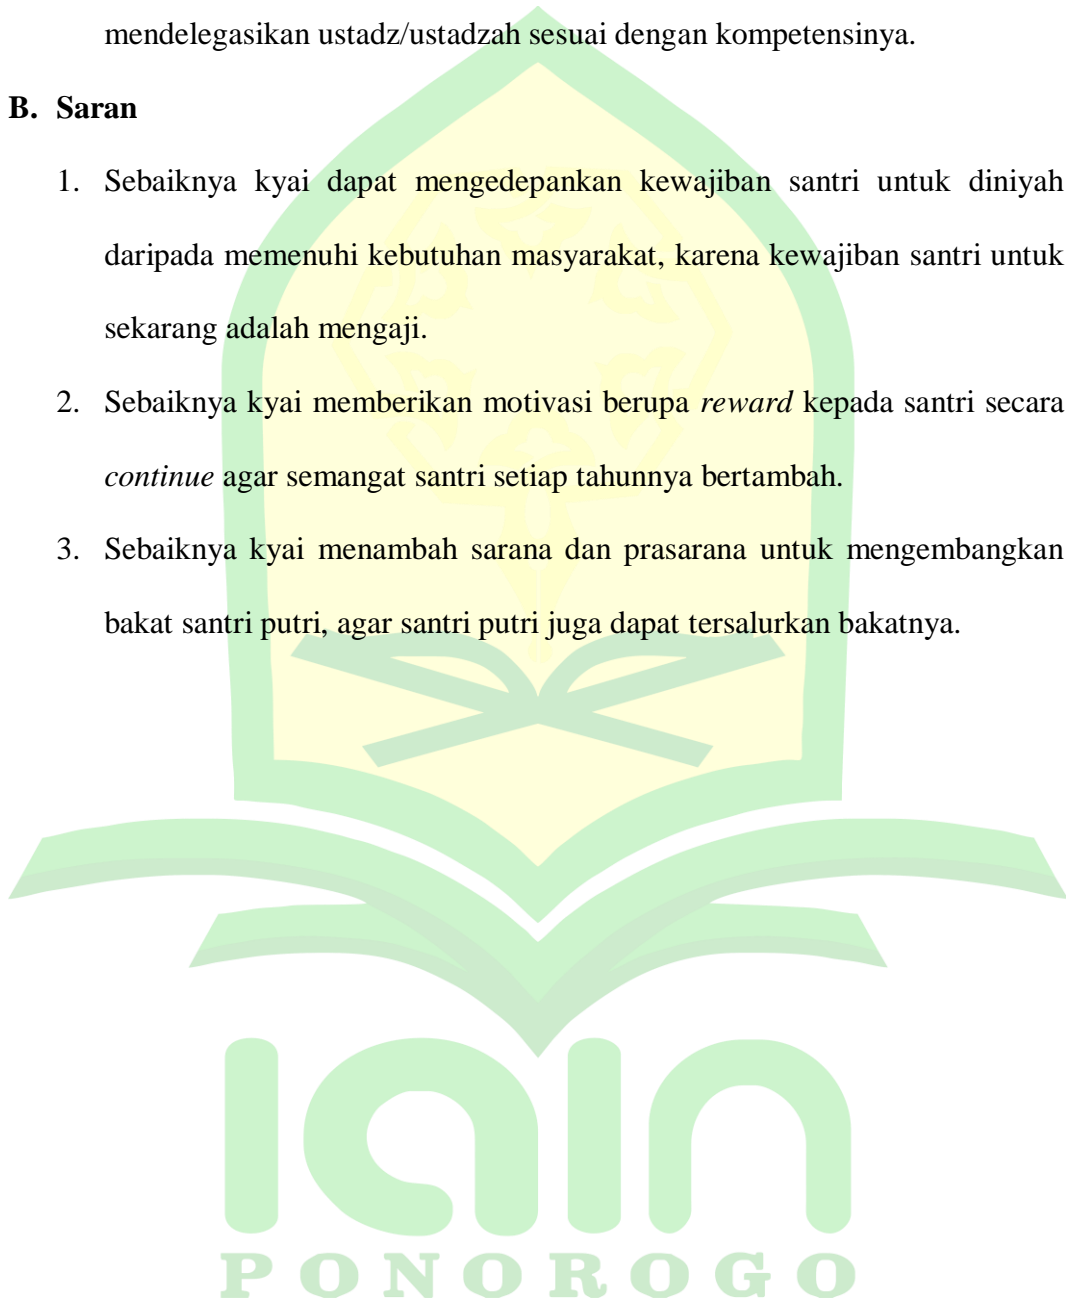 mendelegasikan ustadz/ustadzah sesuai dengan kompetensinya.
B. Saran
1. Sebaiknya kyai dapat mengedepankan kewajiban santri untuk diniyah
daripada memenuhi kebutuhan masyarakat, karena kewajiban santri untuk
sekarang adalah mengaji.
2. Sebaiknya kyai memberikan motivasi berupa reward kepada santri secara
continue agar semangat santri setiap tahunnya bertambah.
3. Sebaiknya kyai menambah sarana dan prasarana untuk mengembangkan
bakat santri putri, agar santri putri juga dapat tersalurkan bakatnya.
IAIN
PONOROGO